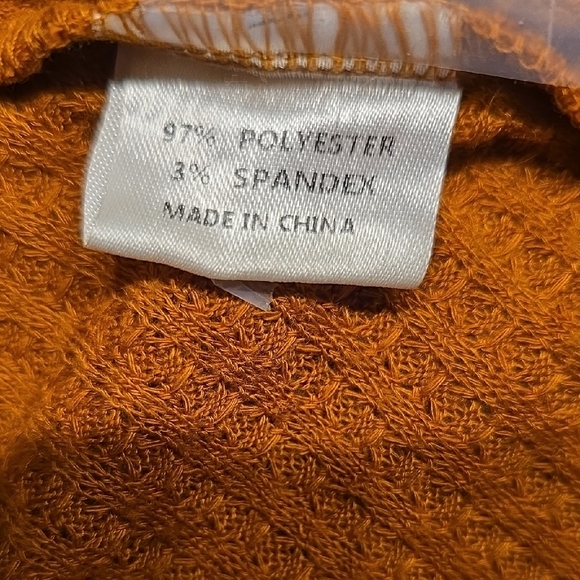 97% POLYESTER
3% SPANDEX
MADE IN CHINA